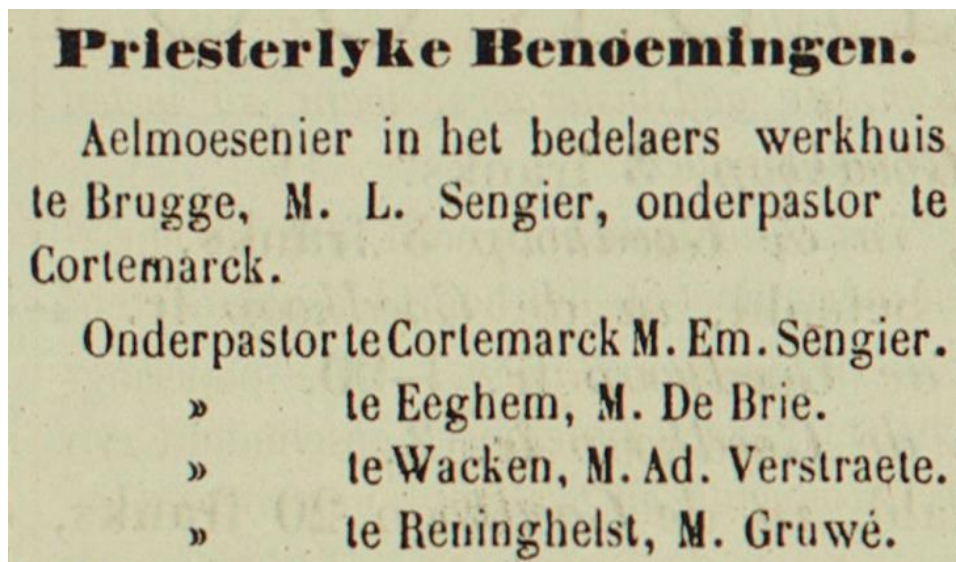 Priesterlyke Benoemingen.
Aelmoesenier in het bedelaers werkhuis
te Brugge, M. L. Sengier, onderpastor te
Cortemarck.
Onderpastor te Cortemarck M. Em. Sengier.
» te Eeghem, M. De Brie.
» te Wacken, M. Ad. Verstraete.
» te Reninghelst, M. Gruwé.